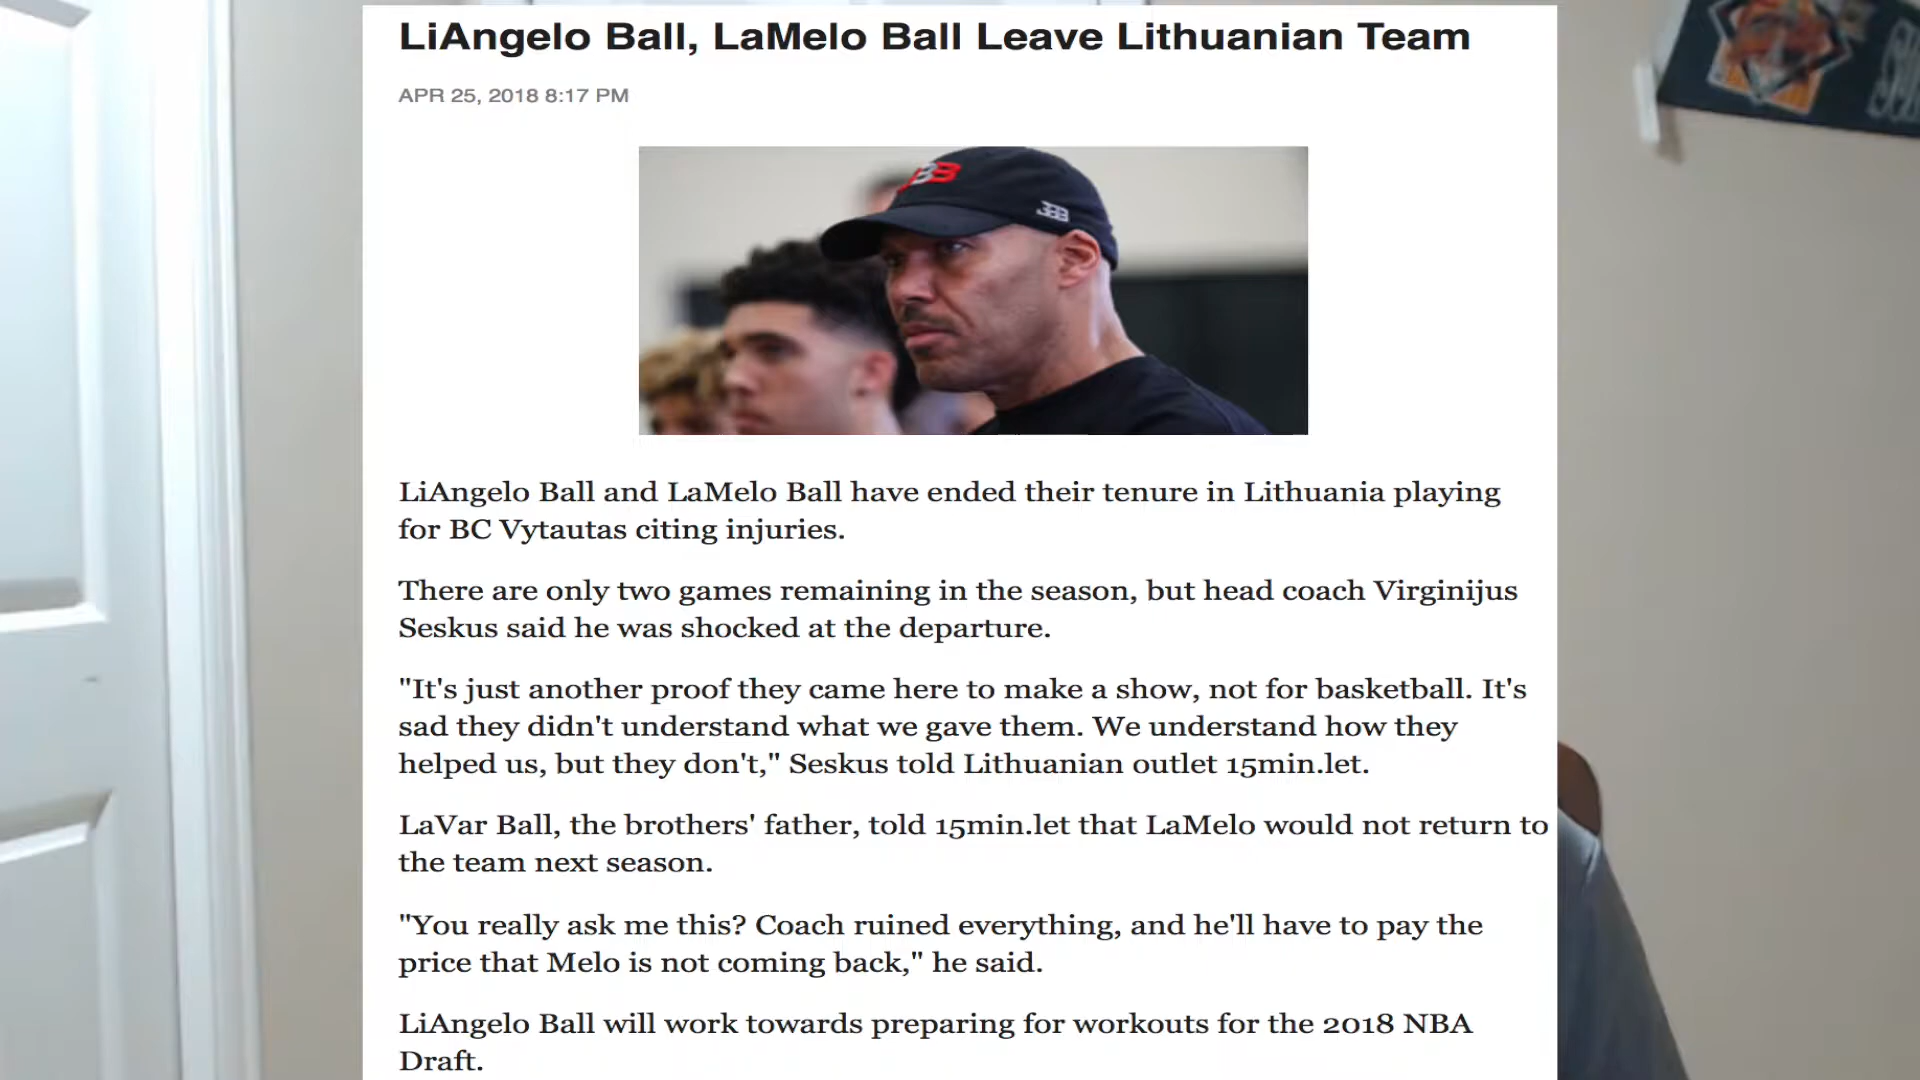 LiAngelo Ball, LaMelo Ball Leave Lithuanian Team
APR 25, 2018 8:17 PM
BBB
LiAngelo Ball and LaMelo Ball have ended their tenure in Lithuania playing
for BC Vytautas citing injuries.
There are only two games remaining in the season, but head coach Virginijus
Seskus said he was shocked at the departure.
"It's just another proof they came here to make a show, not for basketball. It's
sad they didn't understand what we gave them. We understand how they
helped us, but they don't," Seskus told Lithuanian outlet 15min.let.
LaVar Ball, the brothers' father, told 15min.let that LaMelo would not return to
the team next season.
"You really ask me this? Coach ruined everything, and he'll have to pay the
price that Melo is not coming back," he said.
LiAngelo Ball will work towards preparing for workouts for the 2018 NBA
Draft.